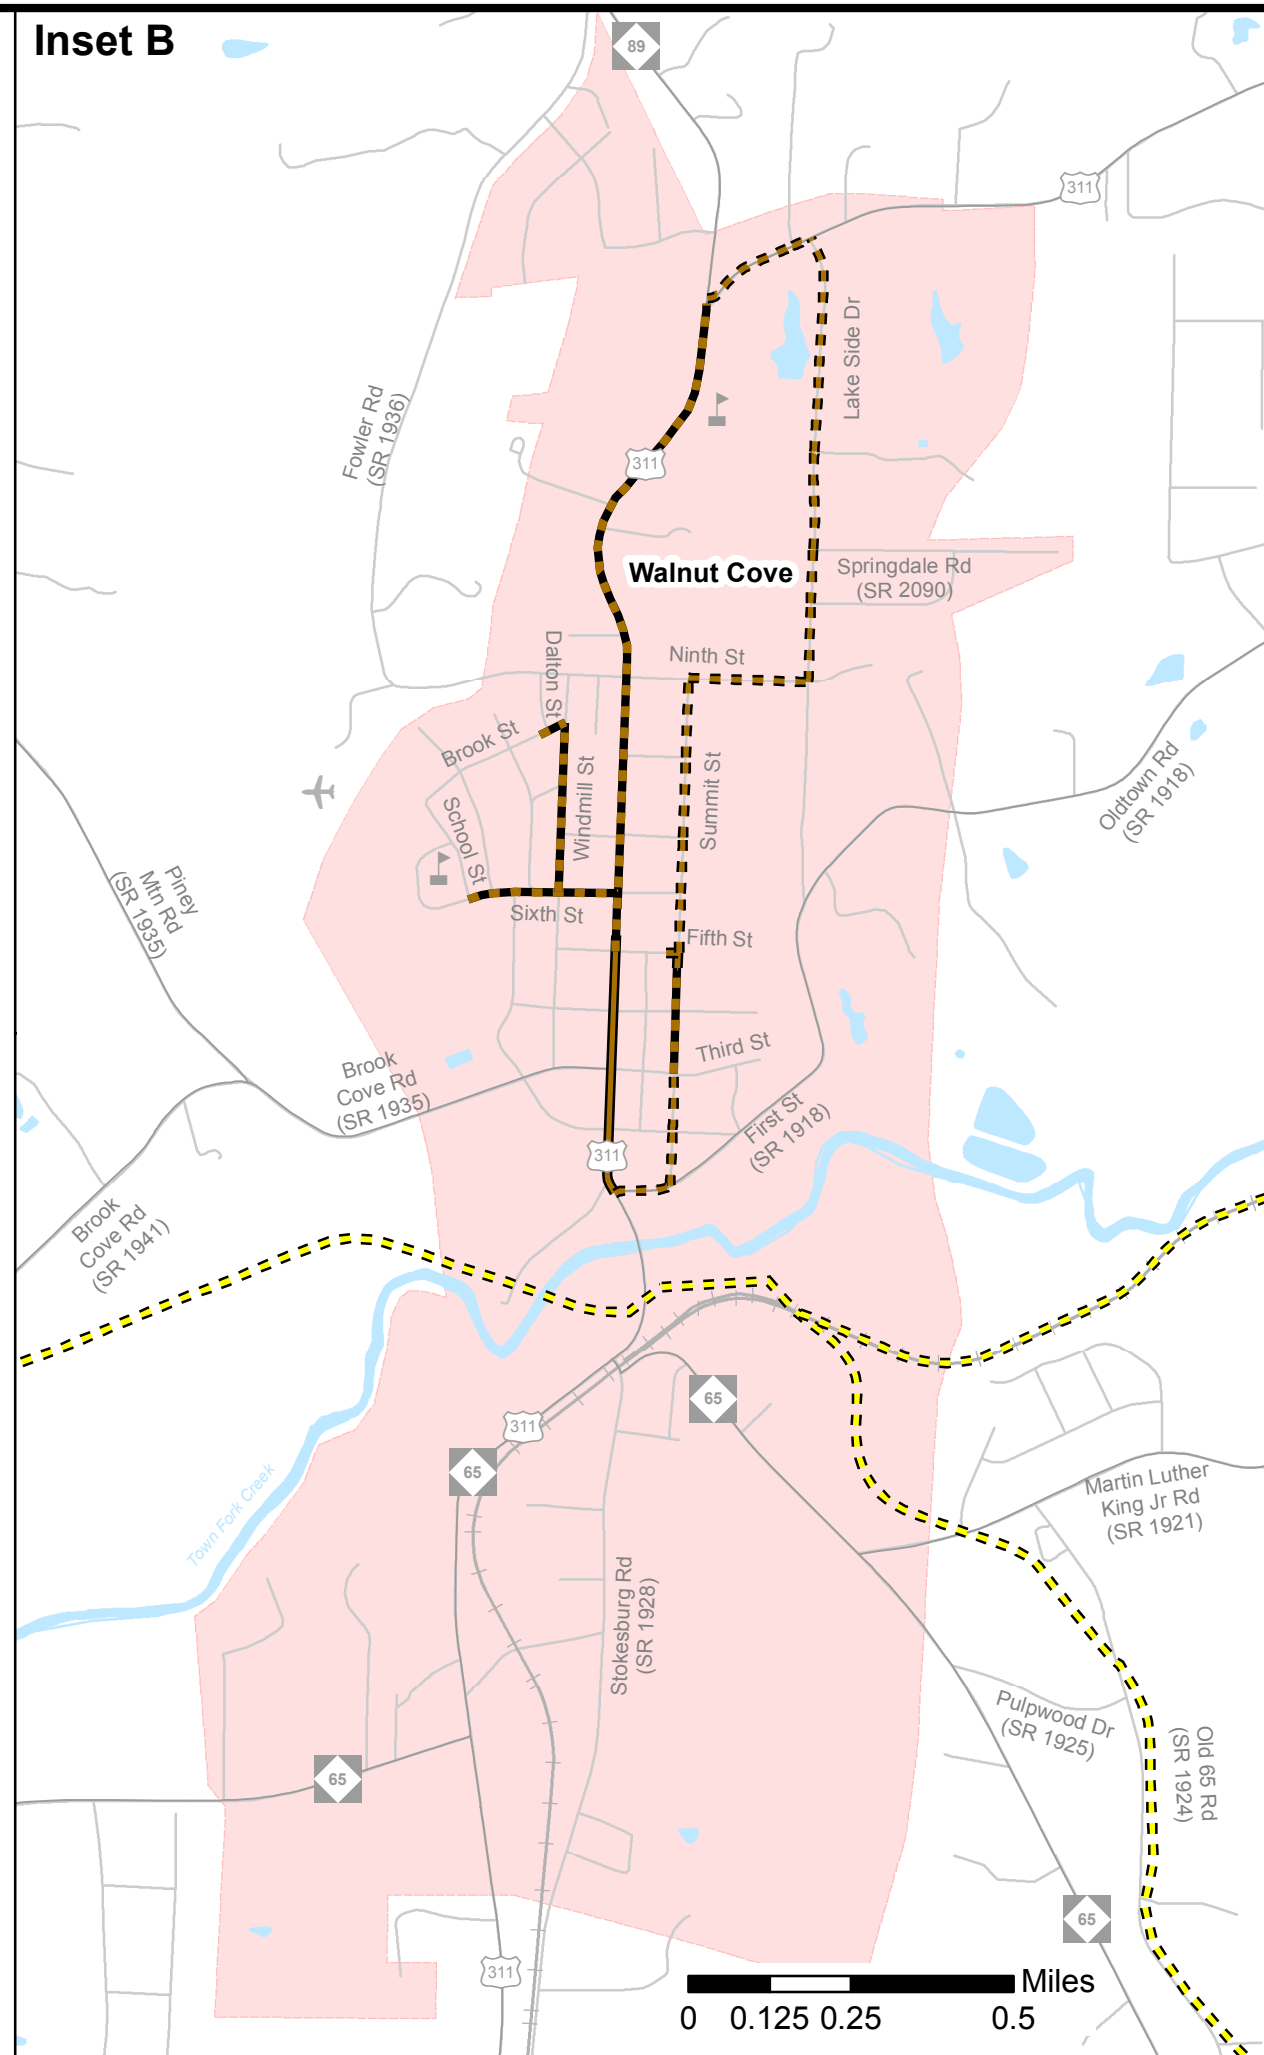 Inset B
89
311
Lake Side Dr
Fowler Rd
(SR 1936)
311
Walnut Cove
Springdale Rd
(SR 2090)
Ninth St
Dalton St
Brook St
Windmill St
Summit St
Oldtown Rd
(SR 1918)
School St
Piney
Mtn Rd
(SR 1935)
Sixth St
Fifth St
Third St
Brook
Cove Rd
(SR 1935)
First St
(SR 1918)
311
Brook
Cove Rd
(SR 1941)
65
311
65
Town Fork Creek
Martin Luther
King Jr Rd
(SR 1921)
Stokesburg Rd
(SR 1928)
Pulpwood Dr
(SR 1925)
Old 65 Rd
(SR 1924)
65
65
311
Miles
0 0.125 0.25 0.5